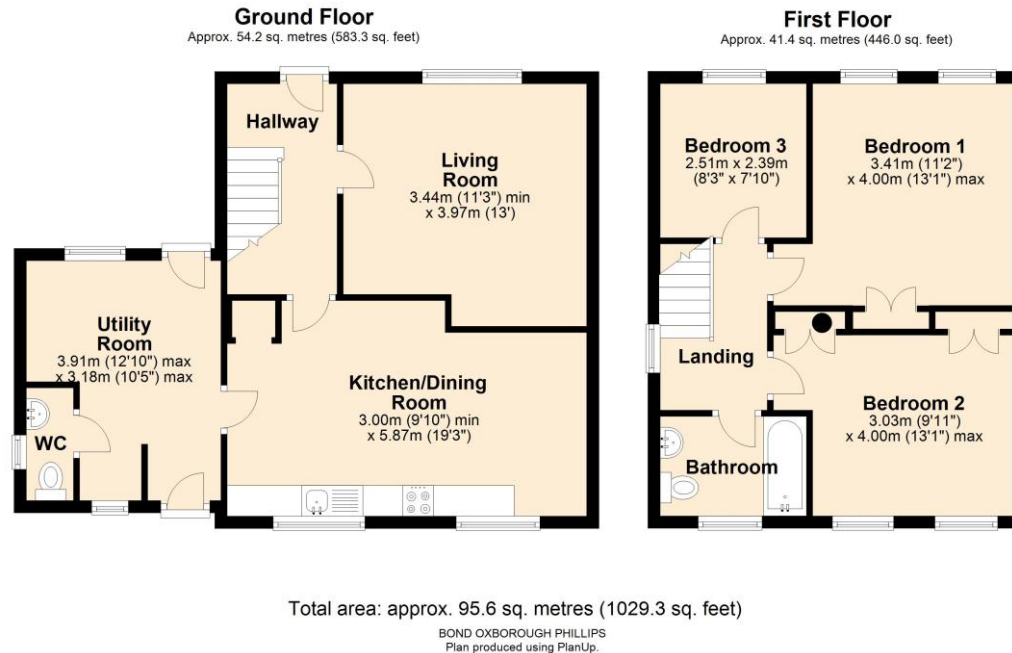 Ground Floor
Approx. 54.2 sq. metres (583.3 sq. feet)
Hallway
Living
Room
3.44m (11'3") min
x 3.97m (13')
Utility
Room
3.91m (12'10") max
x 3.18m (10'5") max
WC
Kitchen/Dining
Room
3.00m (9'10") min
x 5.87m (19'3")
First Floor
Approx. 41.4 sq. metres (446.0 sq. feet)
Bedroom 3
2.51m x 2.39m
(8'3" x 7'10")
Bedroom 1
3.41m (11'2")
x 4.00m (13'1") max
Landing
Bedroom 2
3.03m (9'11")
x 4.00m (13'1") max
Bathroom
Total area: approx. 95.6 sq. metres (1029.3 sq. feet)
BOND OXBOROUGH PHILLIPS
Plan produced using PlanUp.